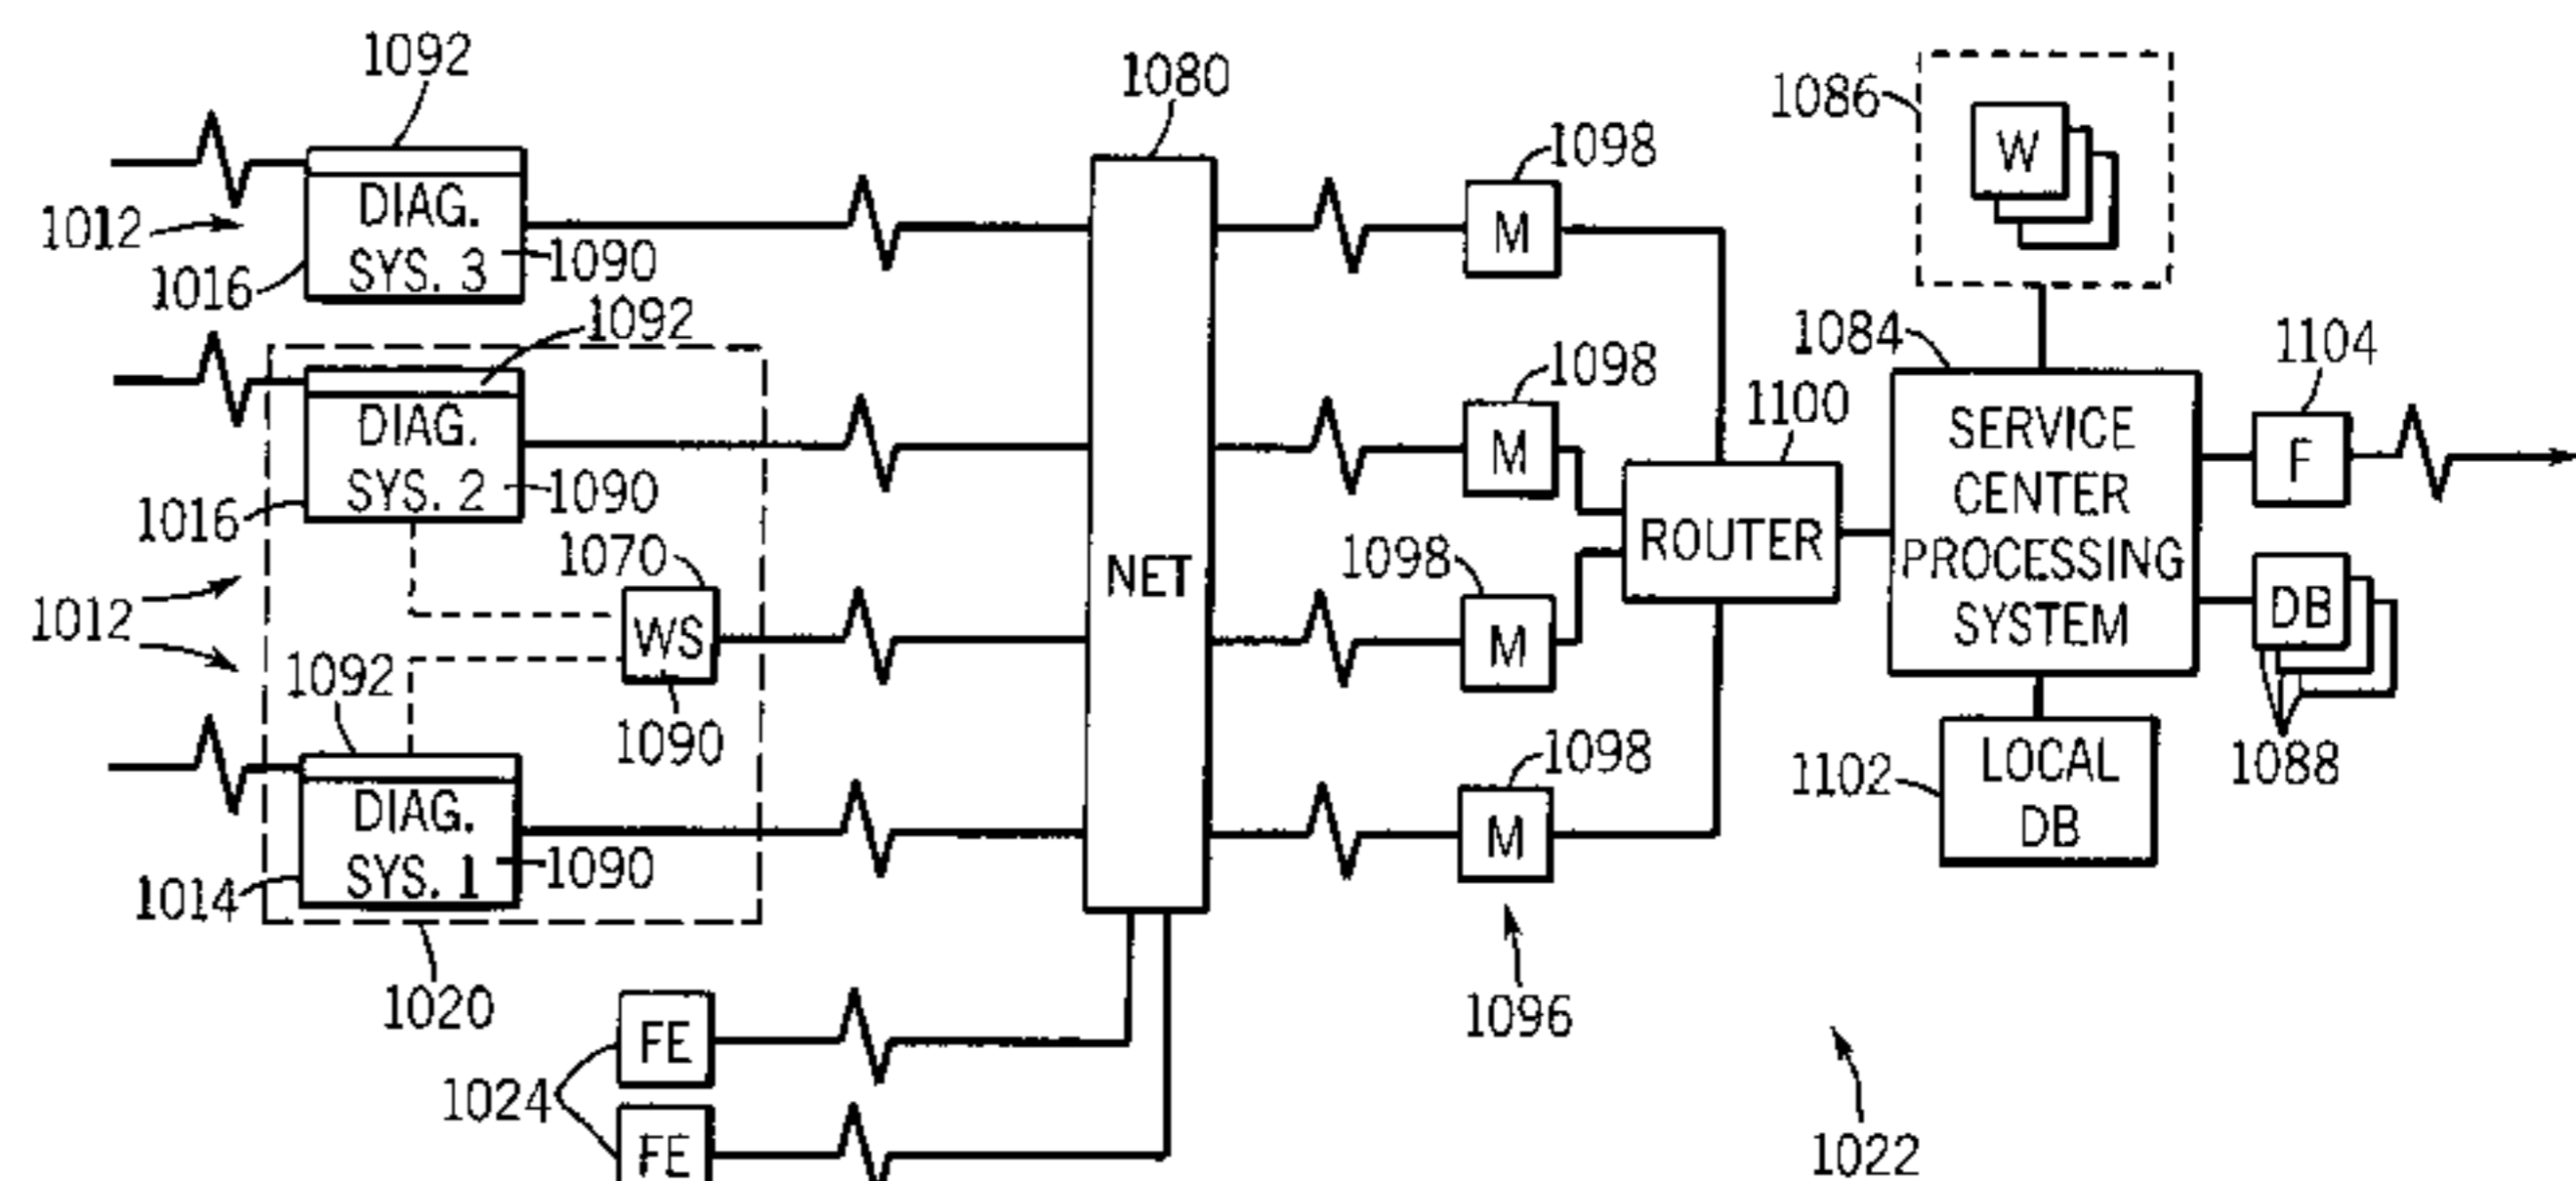 1092
1080
1086
W
1098
1012
DIAG.
SYS. 3
1090
1016
M
1092
1084
1104
1098
1100
DIAG.
SYS. 2
1090
1016
M
SERVICE
CENTER
PROCESSING
SYSTEM
F
1070
NET
1098
ROUTER
1012
WS
M
DB
1092
1090
1098
1102
LOCAL
DB
1088
DIAG.
SYS. 1
1090
1014
M
1020
1096
FE
1024
FE
1022